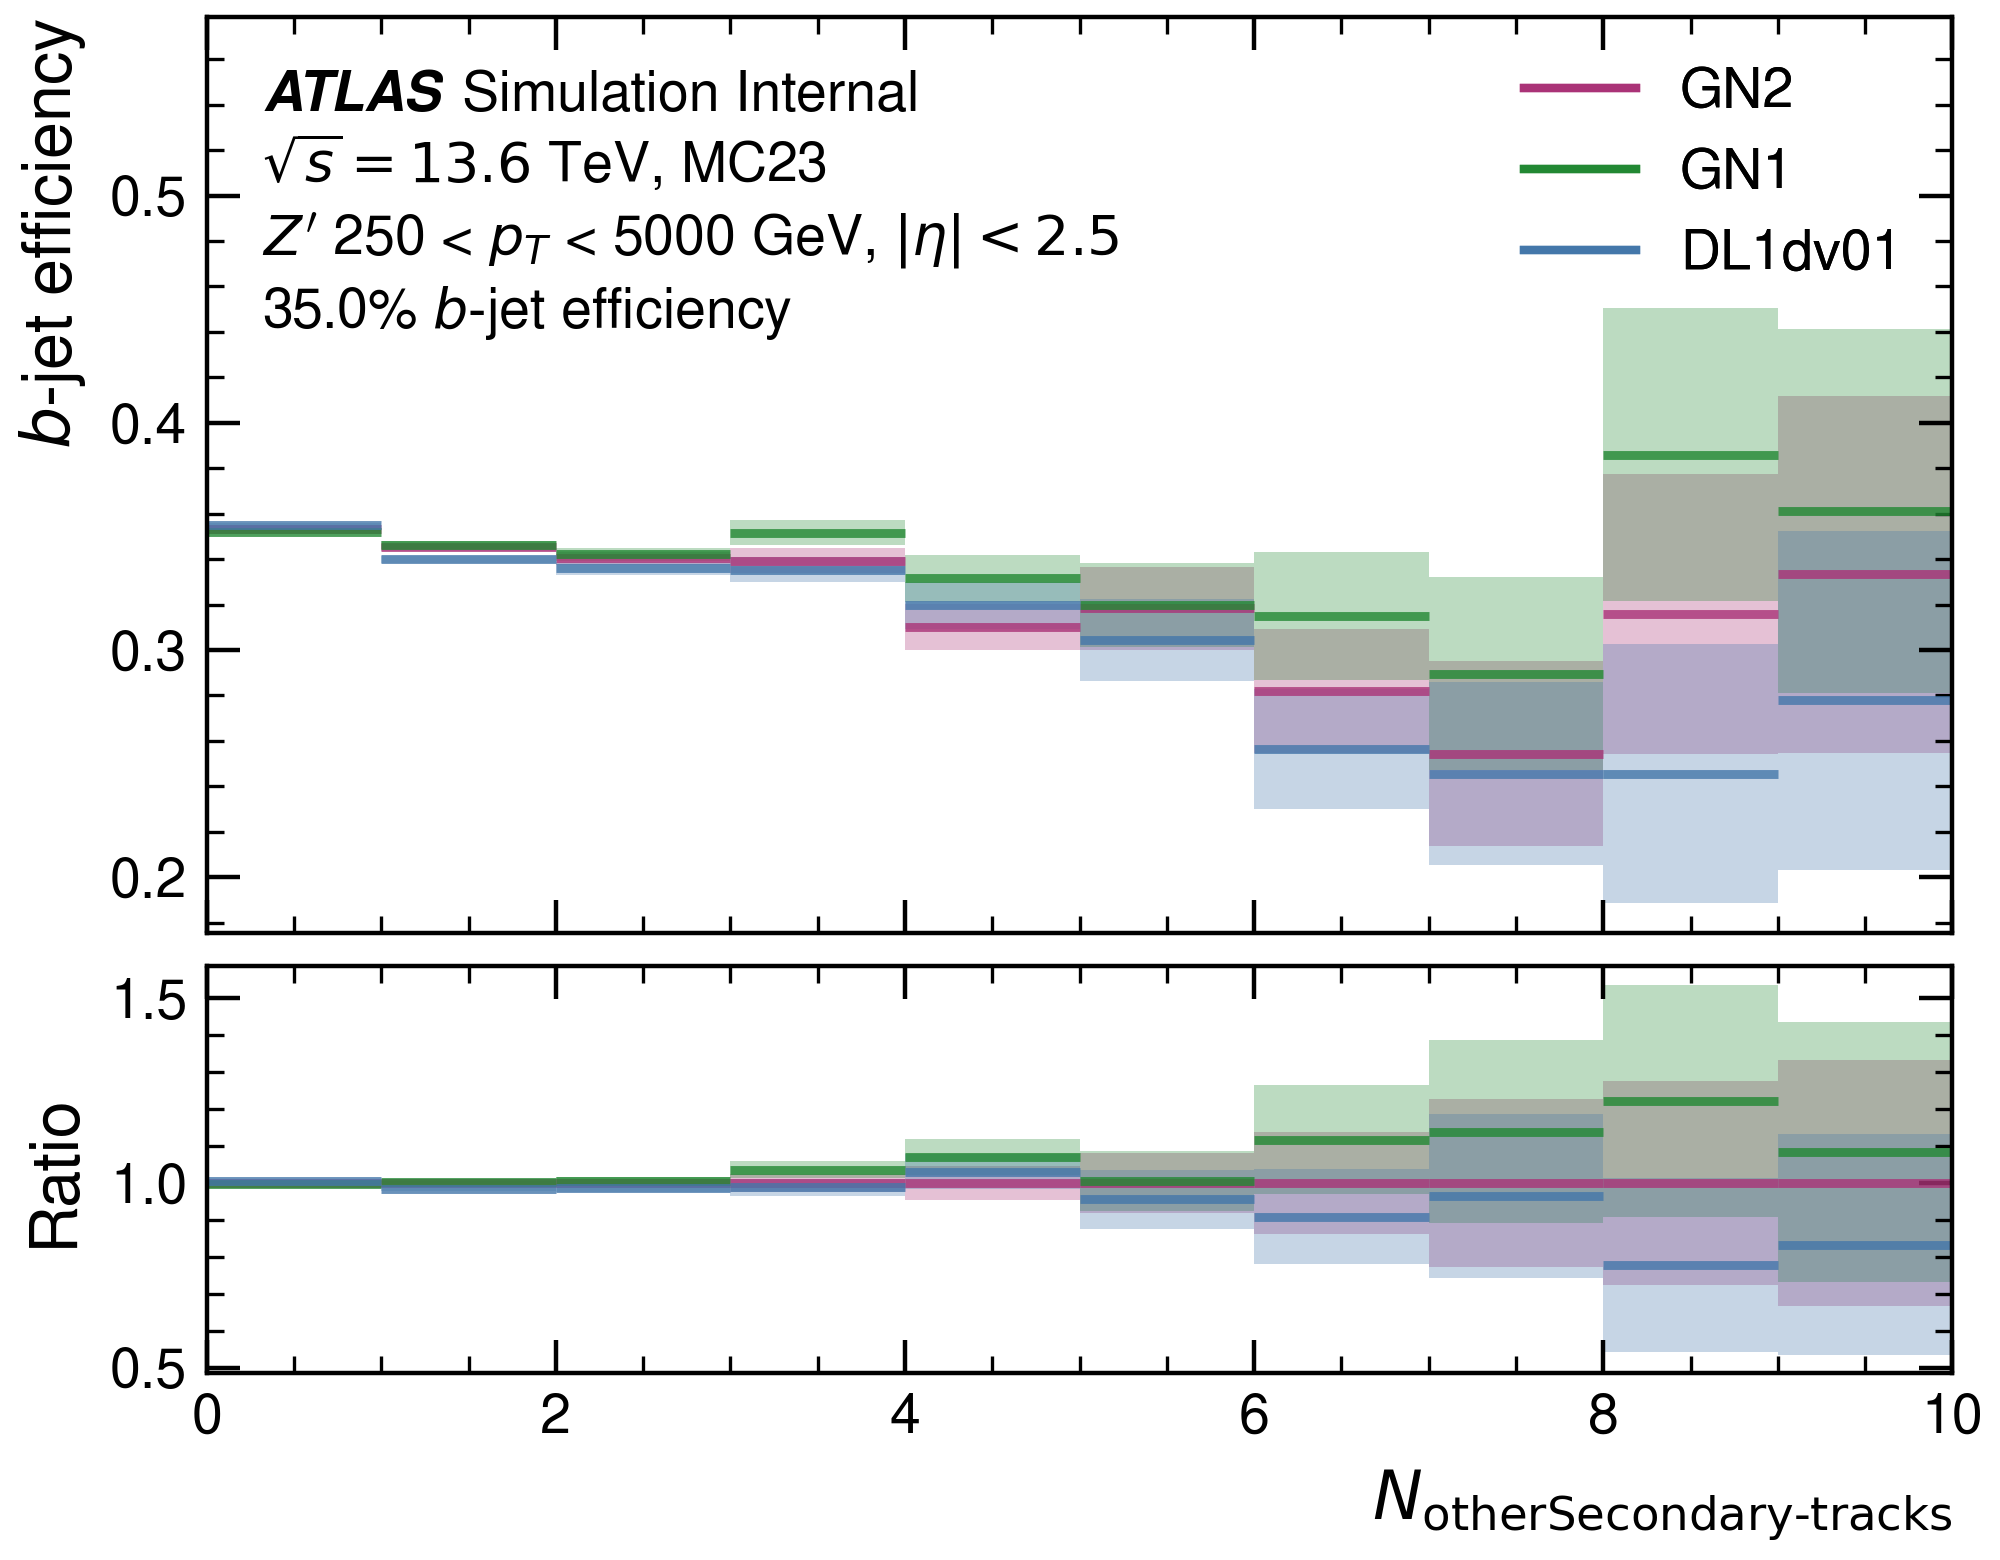 ATLAS Simulation Internal
√s = 13.6 TeV, MC23
Z′ 250 < pT < 5000 GeV, |η| < 2.5
35.0% b-jet efficiency
GN2
GN1
DL1dv01
b-jet efficiency
0.5
0.4
0.3
0.2
Ratio
1.5
1.0
0.5
0 2 4 6 8 10
NotherSecondary-tracks